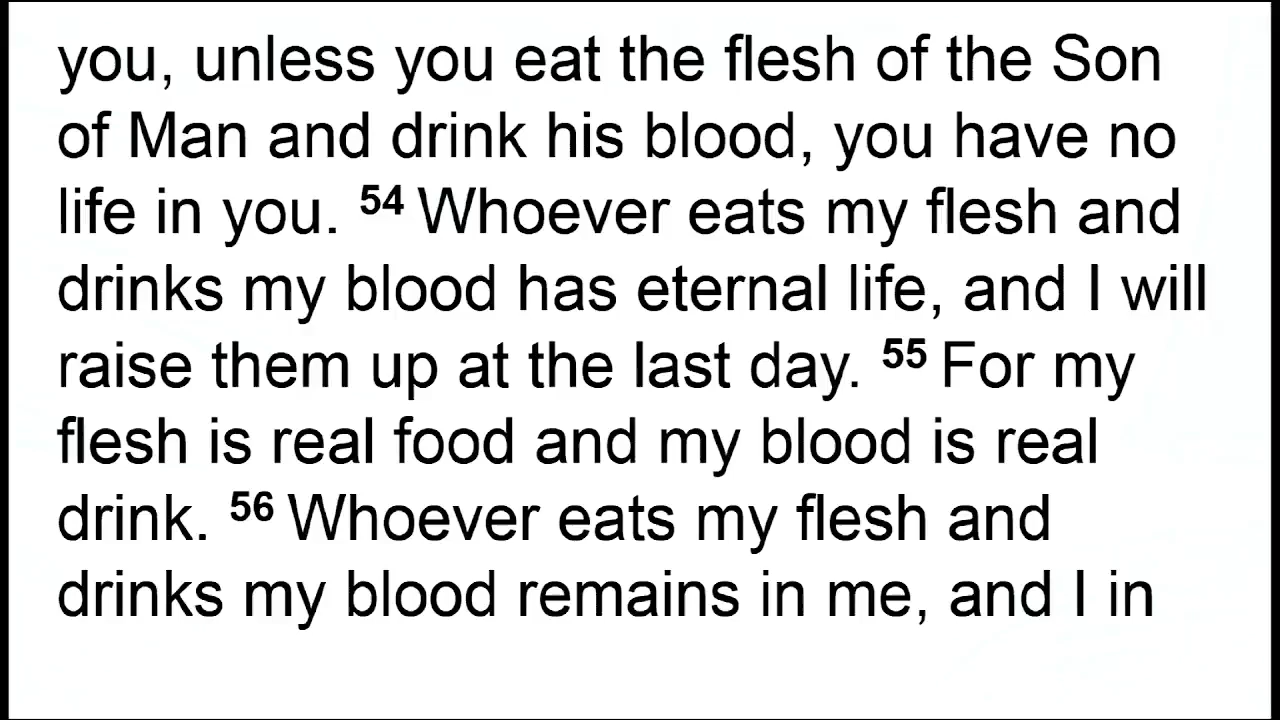 you, unless you eat the flesh of the Son
of Man and drink his blood, you have no
life in you. 54 Whoever eats my flesh and
drinks my blood has eternal life, and I will
raise them up at the last day. 55 For my
flesh is real food and my blood is real
drink. 56 Whoever eats my flesh and
drinks my blood remains in me, and I in